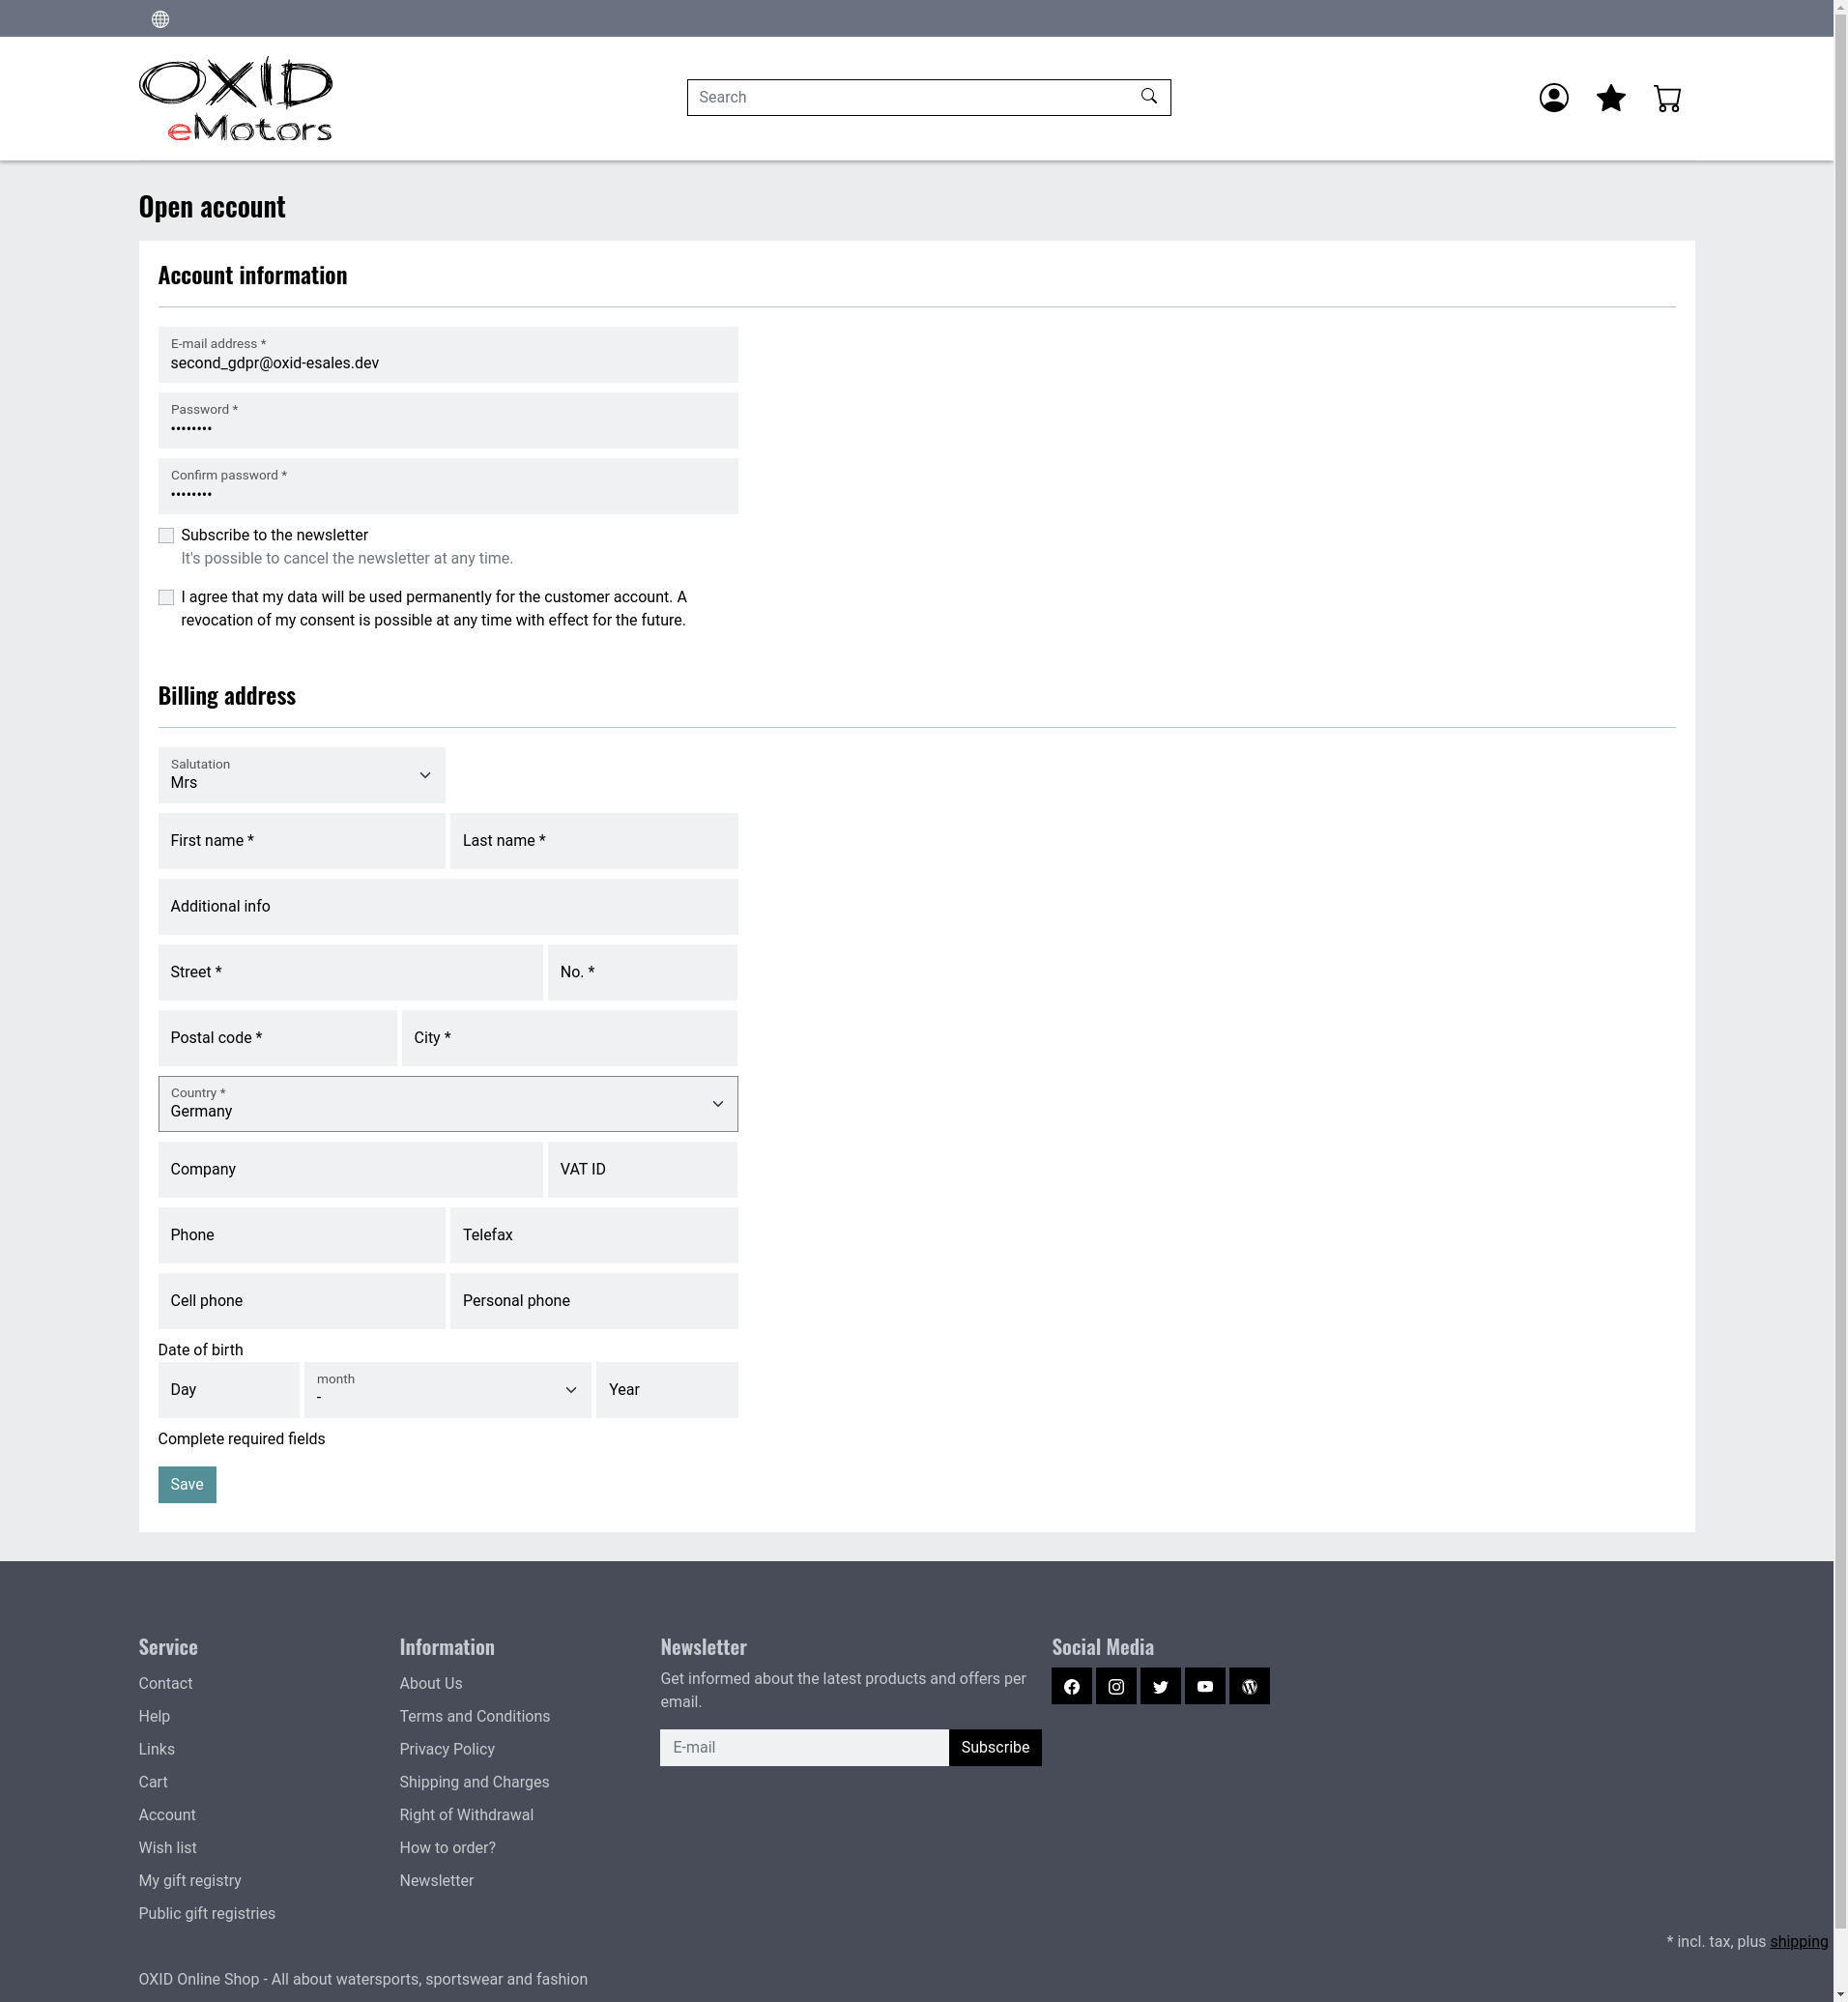 OXID
eMotors
Search
Open account
Account information
E-mail address *
second_gdpr@oxid-esales.dev
Password *
••••••••
Confirm password *
••••••••
Subscribe to the newsletter
It's possible to cancel the newsletter at any time.
I agree that my data will be used permanently for the customer account. A
revocation of my consent is possible at any time with effect for the future.
Billing address
Salutation
Mrs
First name *
Last name *
Additional info
Street *
No. *
Postal code *
City *
Country *
Germany
Company
VAT ID
Phone
Telefax
Cell phone
Personal phone
Date of birth
Day
month
-
Year
Complete required fields
Save
Service
Contact
Help
Links
Cart
Account
Wish list
My gift registry
Public gift registries
Information
About Us
Terms and Conditions
Privacy Policy
Shipping and Charges
Right of Withdrawal
How to order?
Newsletter
Newsletter
Get informed about the latest products and offers per
email.
E-mail
Subscribe
Social Media
* incl. tax, plus shipping
OXID Online Shop - All about watersports, sportswear and fashion